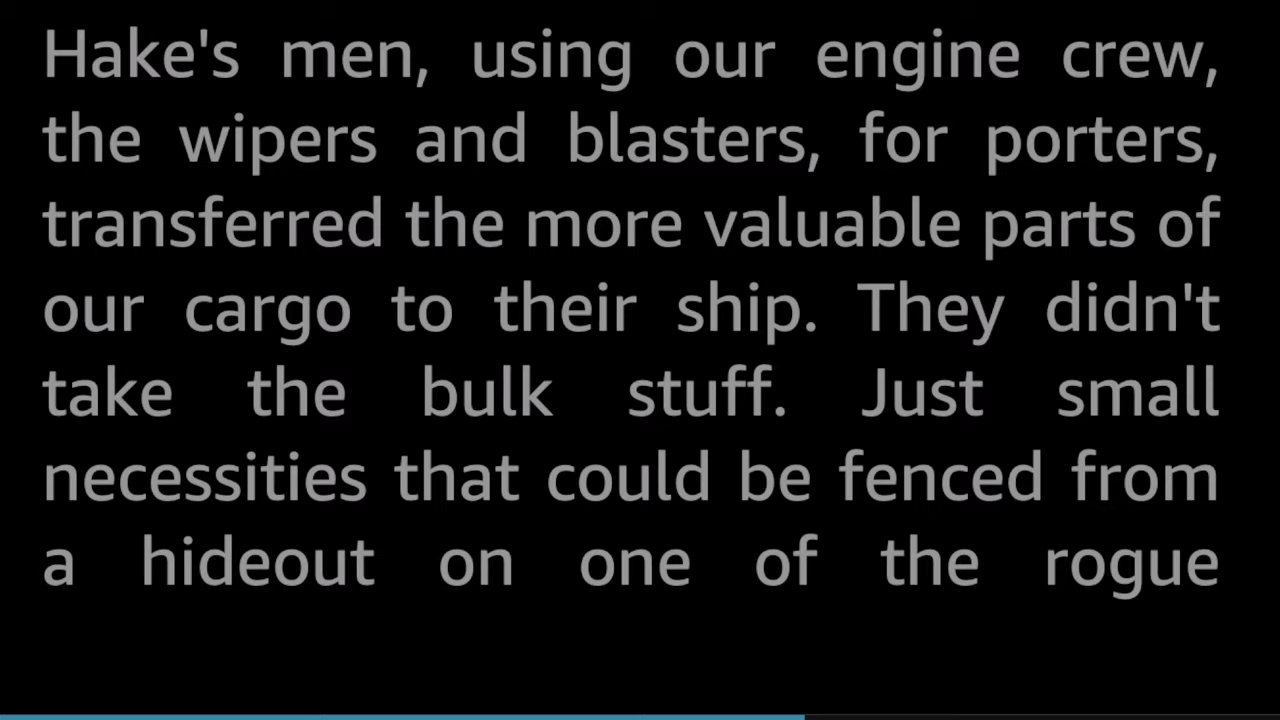 Hake's men, using our engine crew,
the wipers and blasters, for porters,
transferred the more valuable parts of
our cargo to their ship. They didn't
take the bulk stuff. Just small
necessities that could be fenced from
a hideout on one of the rogue